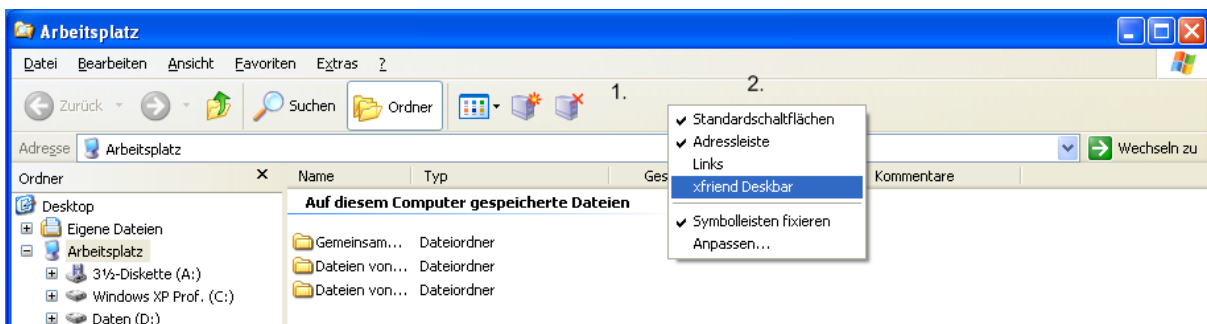 Arbeitsplatz
Datei Bearbeiten Ansicht Favoriten Extras ?
Zurück Suchen Ordner 1. 2.
Adresse Arbeitsplatz Wechseln zu
Standardschaltflächen
Adressleiste
Links
xfriend Deskbar
Symbolleisten fixieren
Anpassen...
Ordner Name Typ Ges Kommentare
Auf diesem Computer gespeicherte Dateien
Desktop
Eigene Dateien
Arbeitsplatz
3½-Diskette (A:)
Windows XP Prof. (C:)
Daten (D:)
Gemeinsam... Dateiordner
Dateien von... Dateiordner
Dateien von... Dateiordner